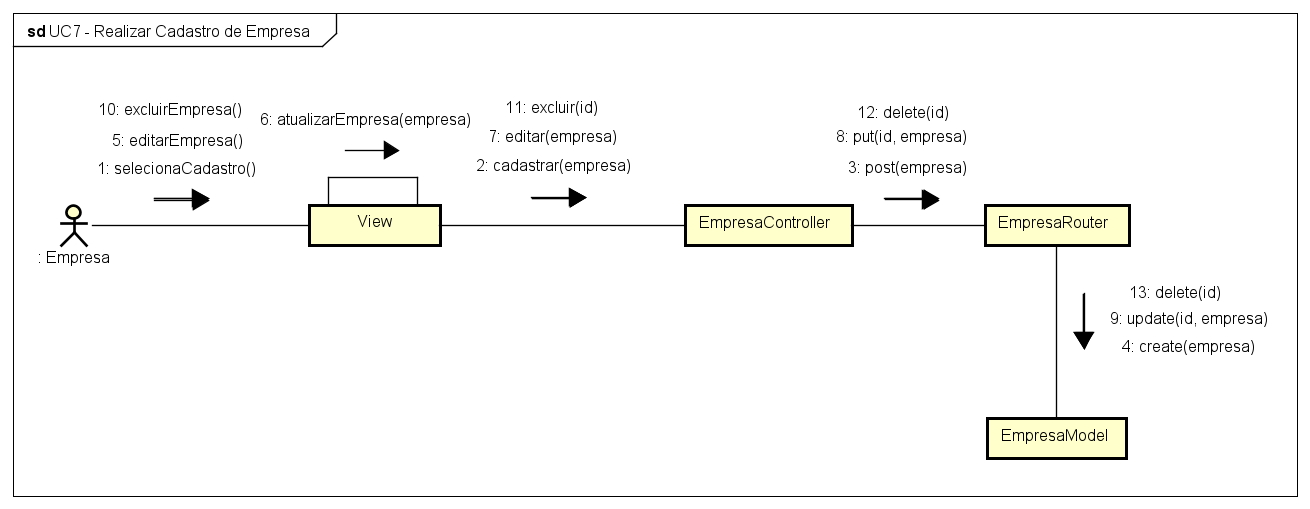 sd UC7 - Realizar Cadastro de Empresa
10: excluirEmpresa()
5: editarEmpresa()
1: selecionaCadastro()
6: atualizarEmpresa(empresa)
11: excluir(id)
7: editar(empresa)
2: cadastrar(empresa)
12: delete(id)
8: put(id, empresa)
3: post(empresa)
: Empresa
View
EmpresaController
EmpresaRouter
13: delete(id)
9: update(id, empresa)
4: create(empresa)
EmpresaModel